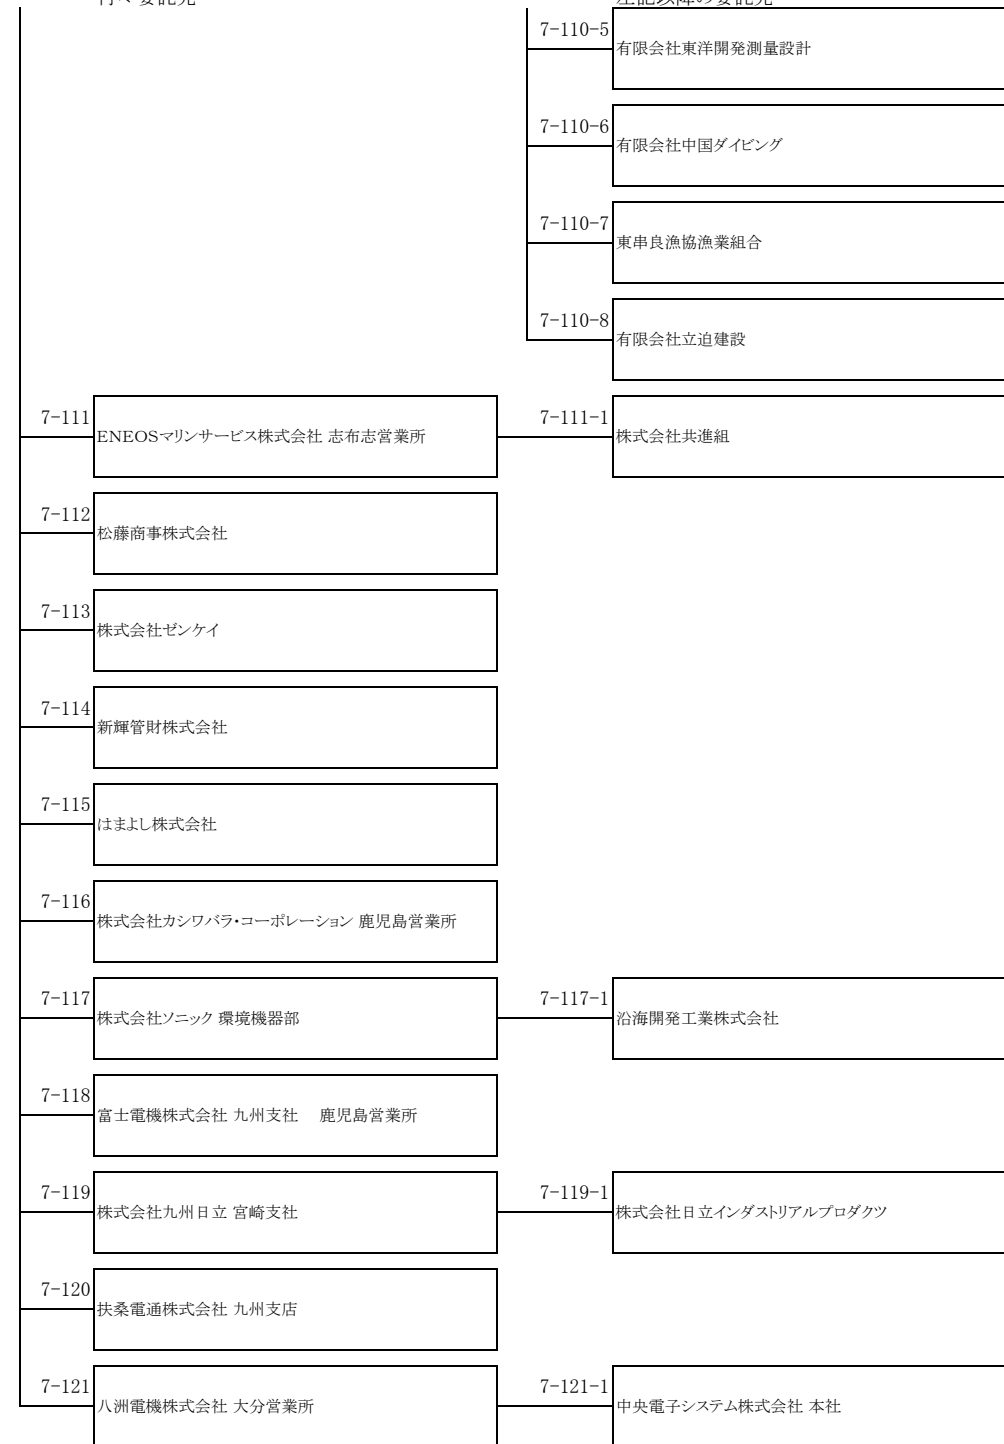 再々委託先
左記以降の委託先
7-110-5
有限会社東洋開発測量設計
7-110-6
有限会社中国ダイビング
7-110-7
東串良漁協漁業組合
7-110-8
有限会社立迫建設
7-111
ENEOSマリンサービス株式会社 志布志営業所
7-111-1
株式会社共進組
7-112
松藤商事株式会社
7-113
株式会社ゼンケイ
7-114
新輝管財株式会社
7-115
はまよし株式会社
7-116
株式会社カシワバラ・コーポレーション 鹿児島営業所
7-117
株式会社ソニック 環境機器部
7-117-1
沿海開発工業株式会社
7-118
富士電機株式会社 九州支社　鹿児島営業所
7-119
株式会社九州日立 宮崎支社
7-119-1
株式会社日立インダストリアルプロダクツ
7-120
扶桑電通株式会社 九州支店
7-121
八洲電機株式会社 大分営業所
7-121-1
中央電子システム株式会社 本社